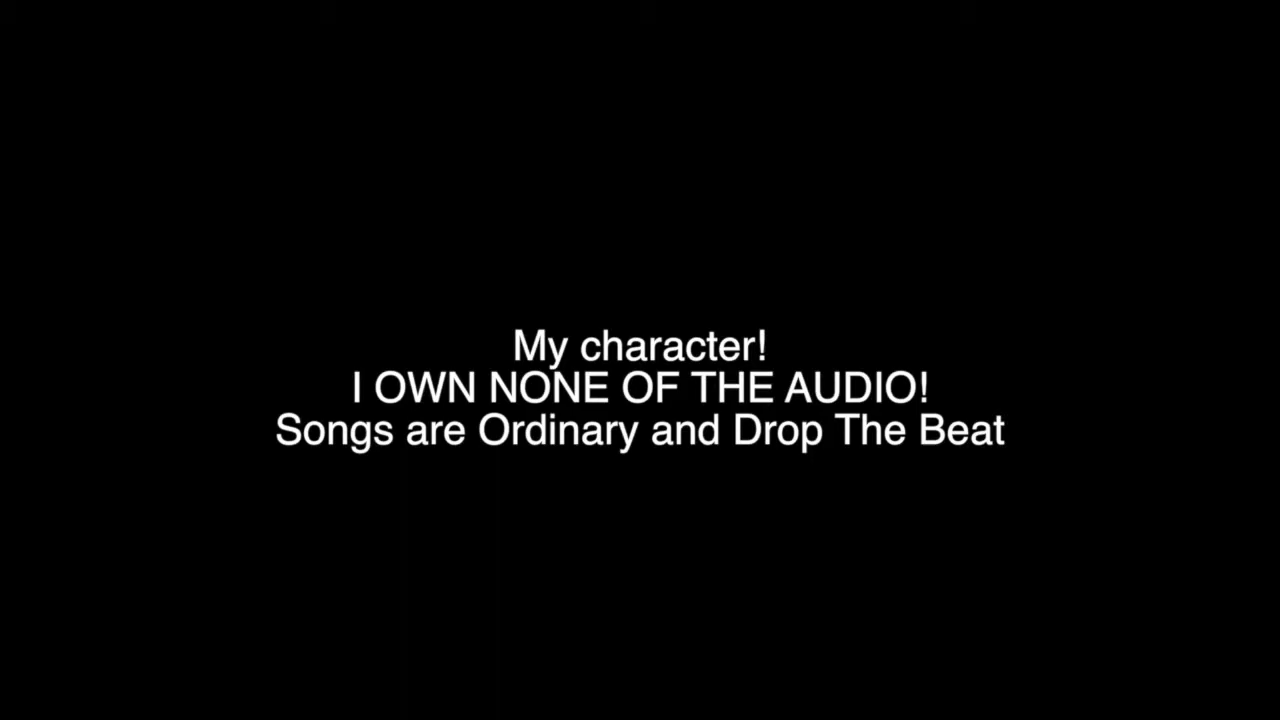 My character!
I OWN NONE OF THE AUDIO!
Songs are Ordinary and Drop The Beat